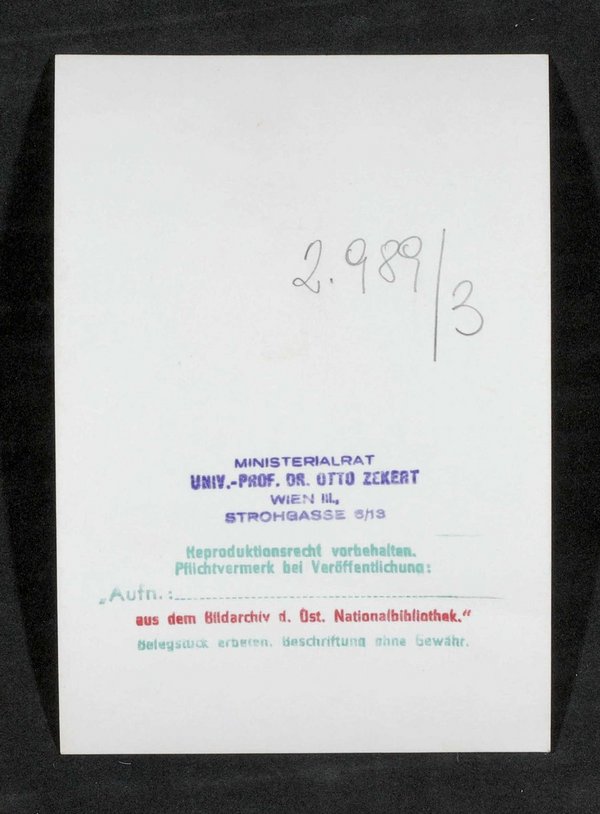 2.989/3
MINISTERIALRAT
UNIV.-PROF. DR. OTTO ZEKERT
WIEN III.,
STROHGASSE 6/13
Reproduktionsrecht vorbehalten.
Pflichtvermerk bei Veröffentlichung:
„Aufn.:
aus dem Bildarchiv d. Öst. Nationalbibliothek.“
Belegstück erbeten. Beschriftung ohne Gewähr.